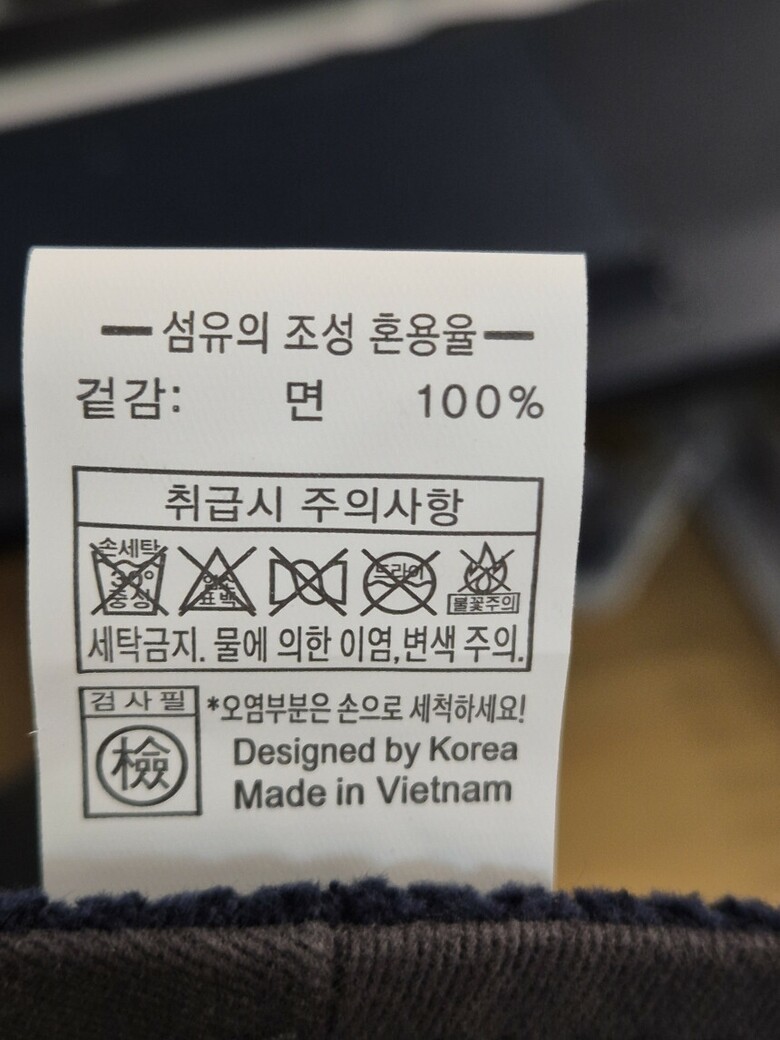 섬유의 조성 혼용율
겉감: 면 100%
취급시 주의사항
손세탁
30°
중성
염소
표백
드라이
불꽃주의
세탁금지. 물에 의한 이염,변색 주의.
검사필
檢
*오염부분은 손으로 세척하세요!
Designed by Korea
Made in Vietnam